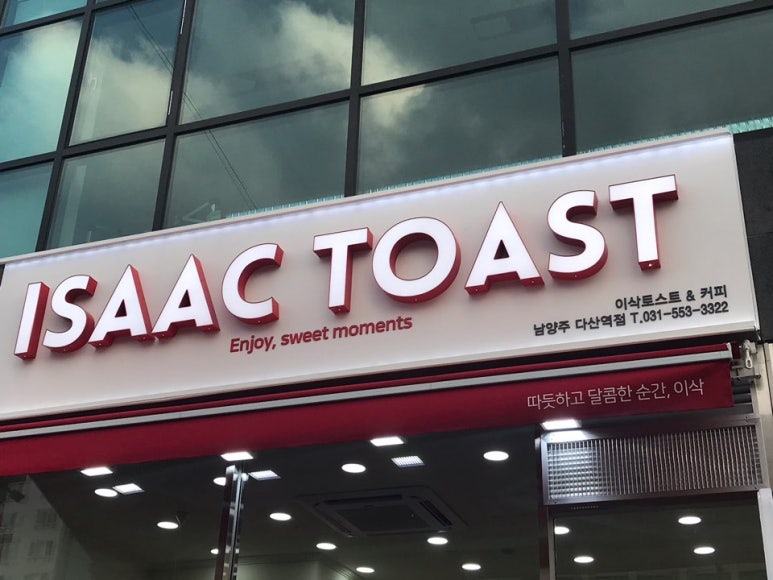 ISAAC TOAST
Enjoy, sweet moments
이삭토스트 & 커피
남양주 다산역점 T.031-553-3322
따듯하고 달콤한 순간, 이삭